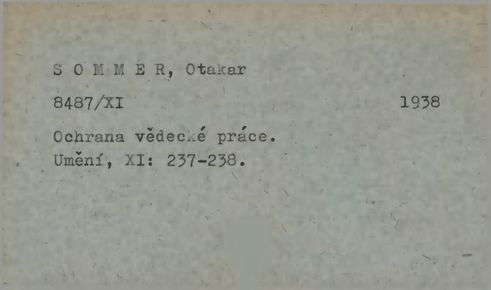 S O M M E R, Otakar
8487/XI 1938
Ochrana vědecké práce.
Umění, XI: 237-238.